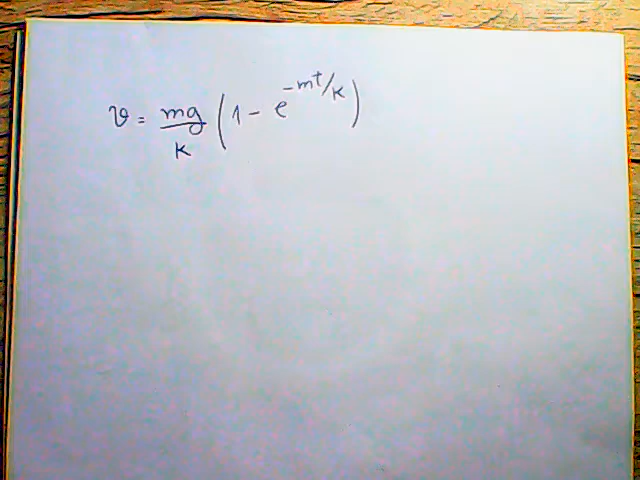 v = mg/k (1 - e^(-mt/k))